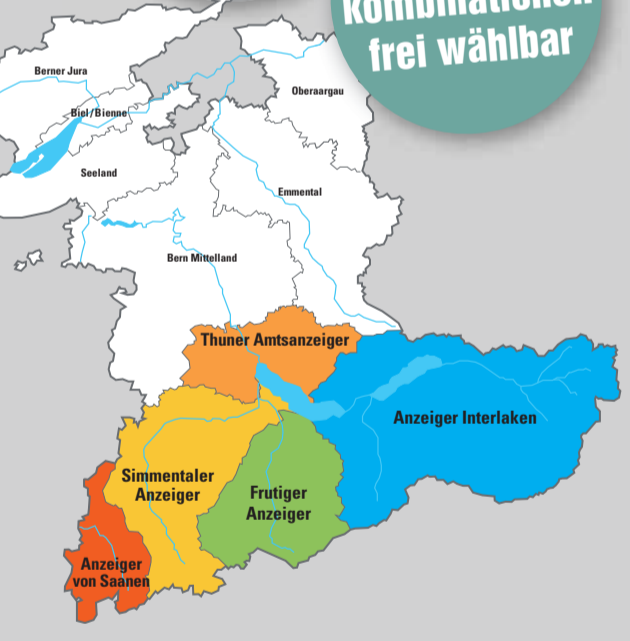 Kombinationen
frei wählbar
Berner Jura
Oberaargau
Biel/Bienne
Seeland
Emmental
Bern Mittelland
Thuner Amtsanzeiger
Anzeiger Interlaken
Simmentaler
Anzeiger
Frutiger
Anzeiger
Anzeiger
von Saanen